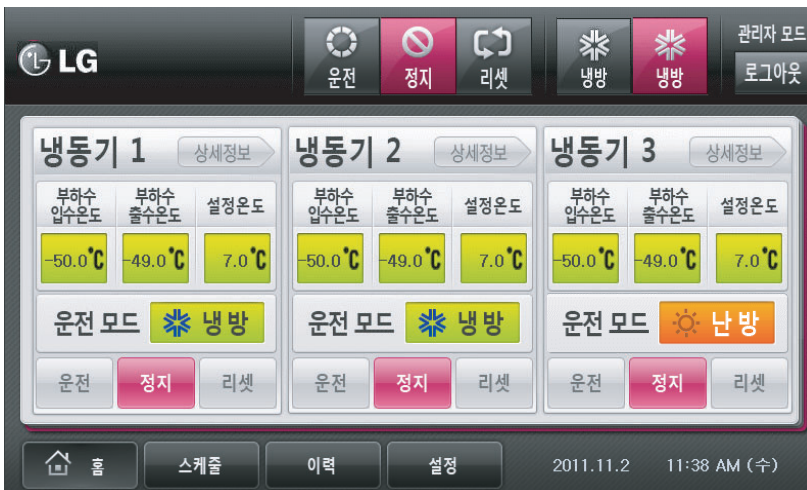 LG
운전 정지 리셋 냉방 냉방
관리자 모드
로그아웃
냉동기 1 상세정보
부하수 입수온도 부하수 출수온도 설정온도
-50.0℃ -49.0℃ 7.0℃
운전 모드 냉방
운전 정지 리셋
냉동기 2 상세정보
부하수 입수온도 부하수 출수온도 설정온도
-50.0℃ -49.0℃ 7.0℃
운전 모드 냉방
운전 정지 리셋
냉동기 3 상세정보
부하수 입수온도 부하수 출수온도 설정온도
-50.0℃ -49.0℃ 7.0℃
운전 모드 난방
운전 정지 리셋
홈 스케줄 이력 설정 2011.11.2 11:38 AM (수)